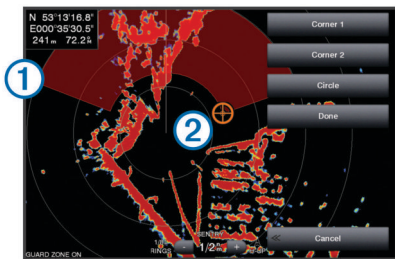 N 53°13'16.8"
E000°35'30.5"
241m 72.2°
Corner 1
Corner 2
Circle
Done
Cancel
1
2
SENTRY
RINGS
- 1/2 +
GUARD ZONE ON